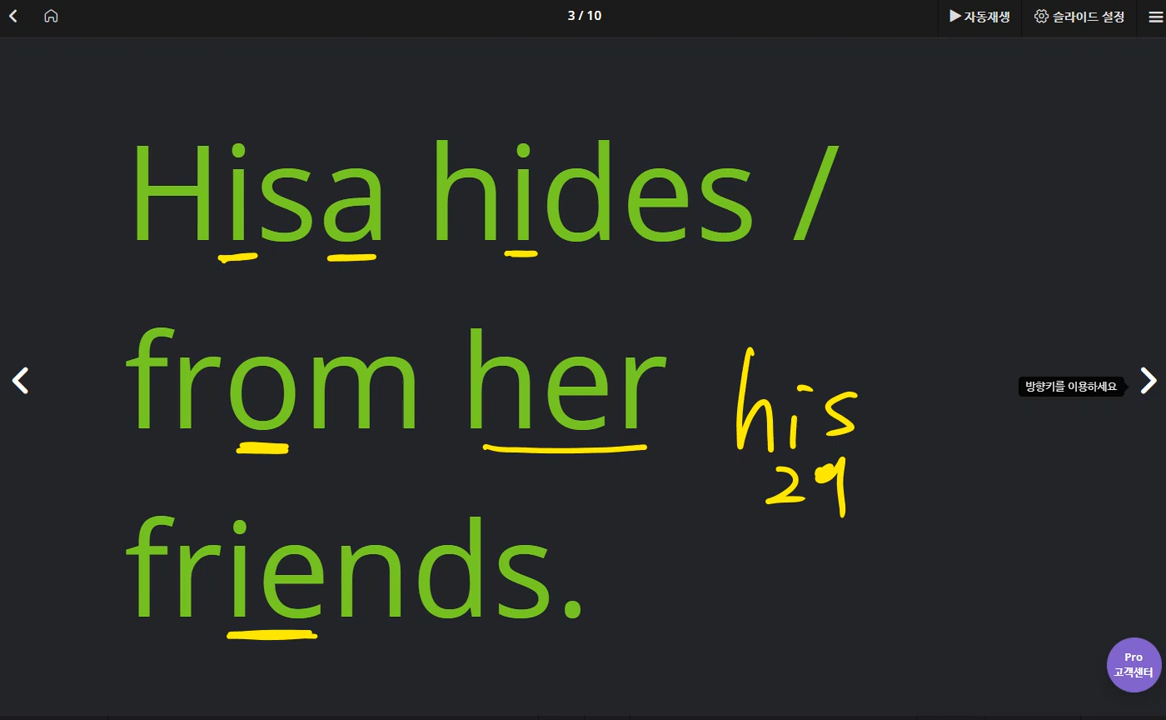 3 / 10
자동재생
슬라이드 설정
Hisa hides /
from her
friends.
his
29
방향키를 이용하세요
Pro
고객센터